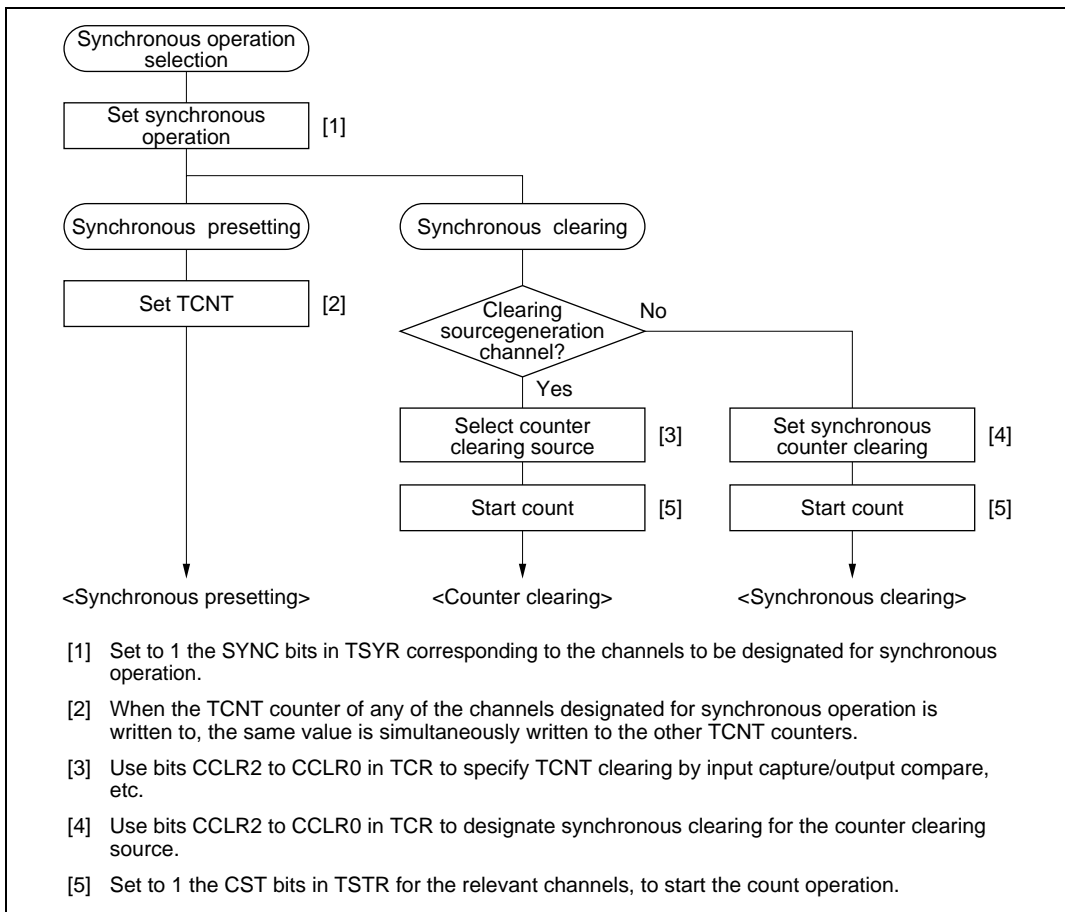 Synchronous operation
selection
Set synchronous
operation
[1]
Synchronous presetting
Synchronous clearing
Set TCNT
[2]
Clearing
sourcegeneration
channel?
No
Yes
Select counter
clearing source
[3]
Set synchronous
counter clearing
[4]
Start count
[5]
Start count
[5]
<Synchronous presetting>
<Counter clearing>
<Synchronous clearing>
[1] Set to 1 the SYNC bits in TSYR corresponding to the channels to be designated for synchronous
operation.
[2] When the TCNT counter of any of the channels designated for synchronous operation is
written to, the same value is simultaneously written to the other TCNT counters.
[3] Use bits CCLR2 to CCLR0 in TCR to specify TCNT clearing by input capture/output compare,
etc.
[4] Use bits CCLR2 to CCLR0 in TCR to designate synchronous clearing for the counter clearing
source.
[5] Set to 1 the CST bits in TSTR for the relevant channels, to start the count operation.